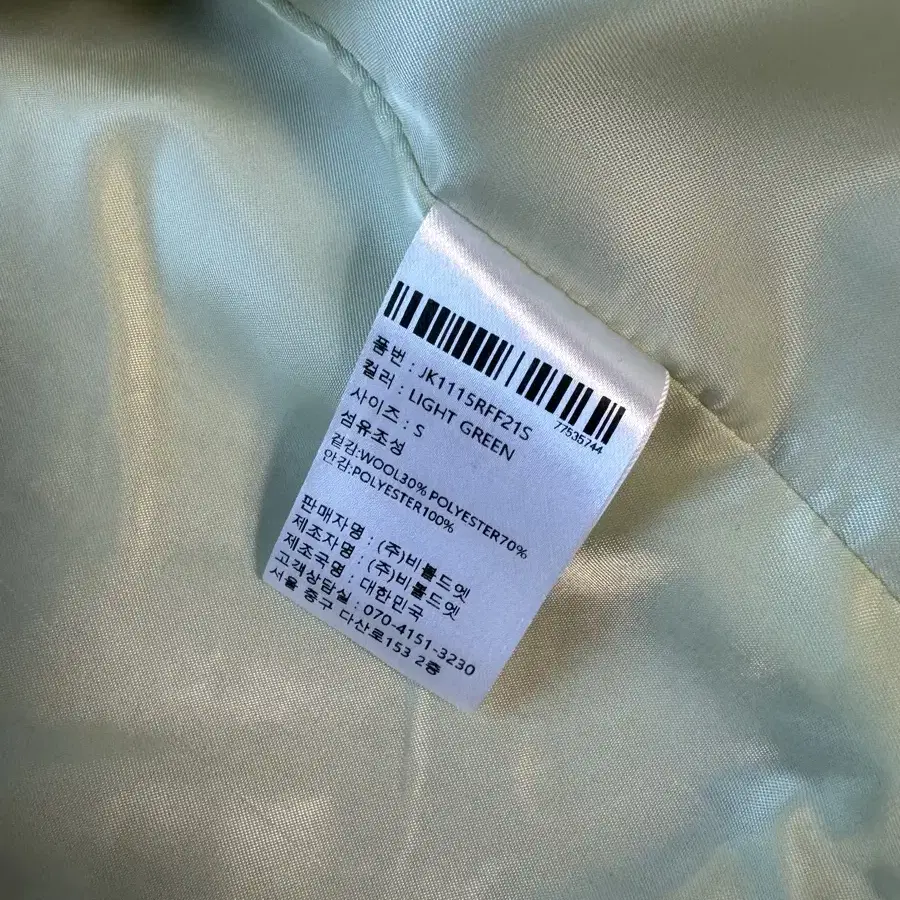 77535744
품번 : JK1115RFF21S
컬러 : LIGHT GREEN
사이즈 : S
섬유조성
겉감:WOOL30% POLYESTER70%
안감:POLYESTER100%
판매자명 : (주)비볼드엣
제조자명 : (주)비볼드엣
제조국명 : 대한민국
고객상담실 : 070-4151-3230
서울 중구 다산로153 2층